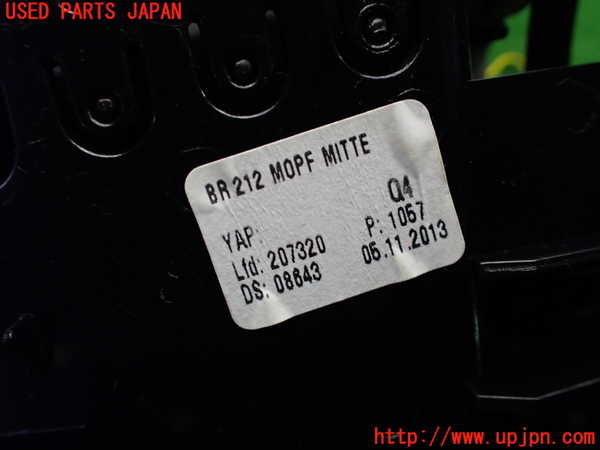 USED PARTS JAPAN
BR 212 MOPF MITTE
Q4
YAP:
Lfd: 207320 P: 1057
DS: 08643 05.11.2013
http://www.upjpn.com/